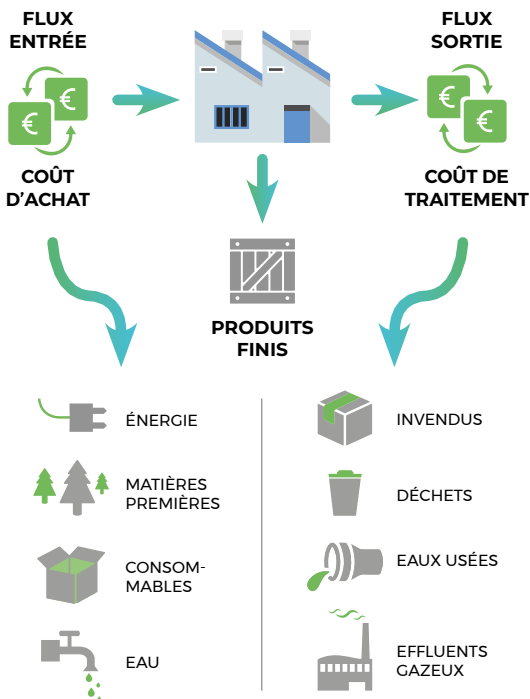 FLUX
ENTRÉE
€
€
COÛT
D'ACHAT
FLUX
SORTIE
€
€
COÛT DE
TRAITEMENT
PRODUITS
FINIS
ÉNERGIE
MATIÈRES
PREMIÈRES
CONSOM-
MABLES
EAU
INVENDUS
DÉCHETS
EAUX USÉES
EFFLUENTS
GAZEUX